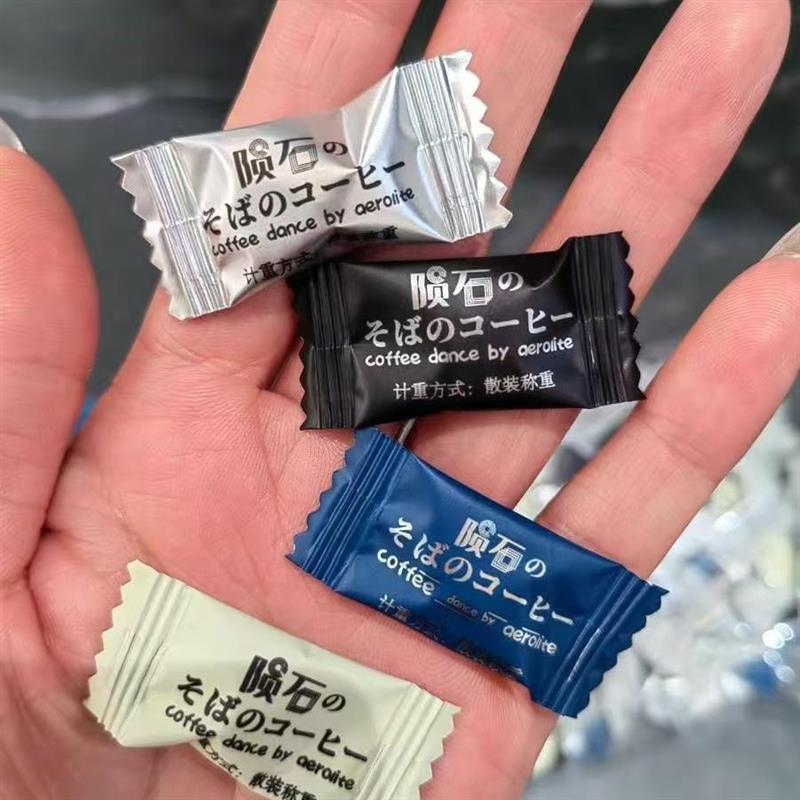 陨石の
そばのコーヒー
coffee dance by aerolite
计重方式:
称重
陨石の
そばのコーヒー
coffee dance by aerolite
计重方式：散装称重
陨石の
そばのコーヒー
coffee dance by aerolite
陨石の
そばのコーヒー
coffee dance by aerolite
散装称重